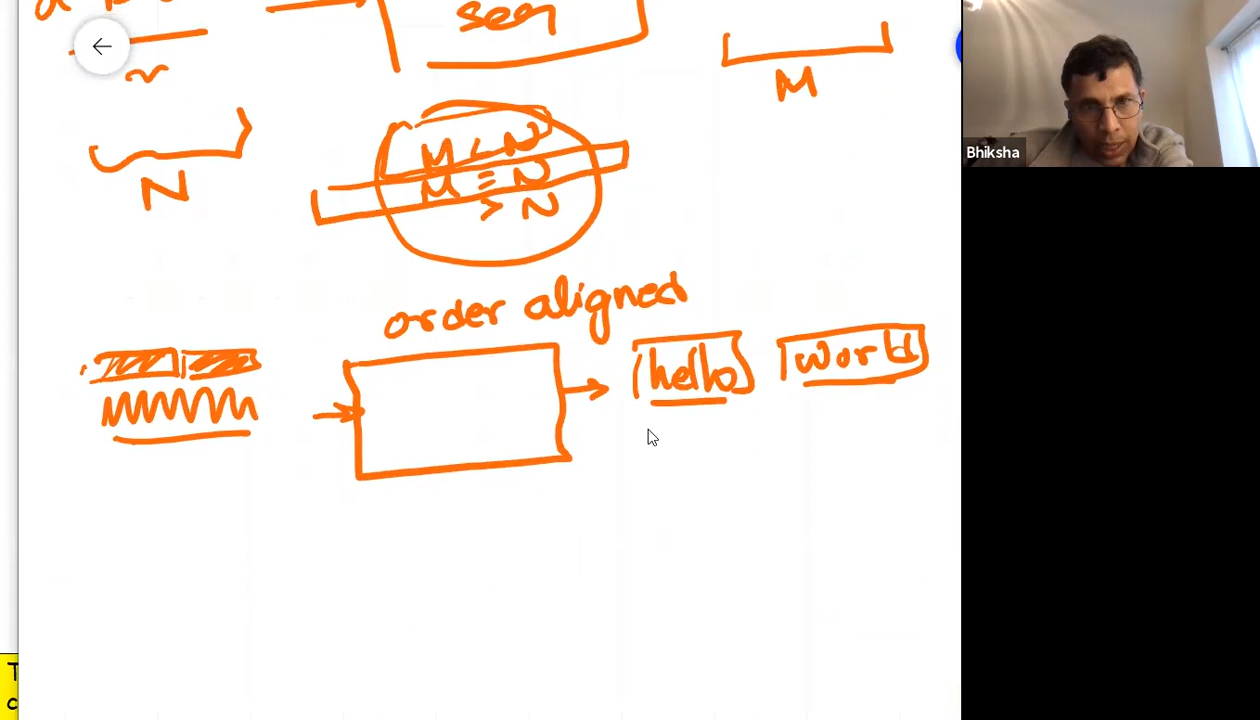 seq
M
M < N
M = N
> N
N
order aligned
hello world
Bhiksha
T
c